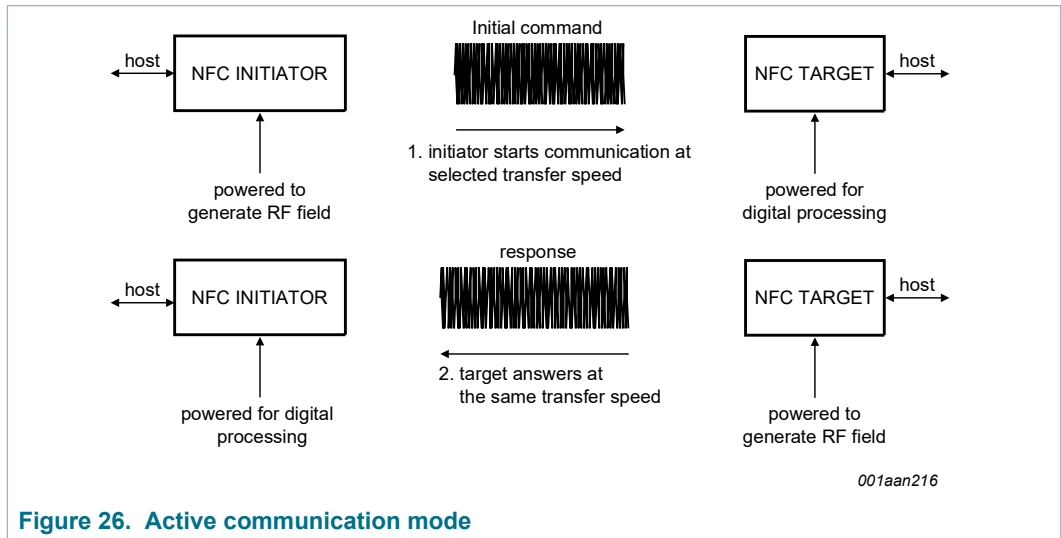 Initial command
host
NFC INITIATOR
NFC TARGET
host
1. initiator starts communication at
selected transfer speed
powered to
generate RF field
powered for
digital processing
response
host
NFC INITIATOR
NFC TARGET
host
2. target answers at
the same transfer speed
powered for digital
processing
powered to
generate RF field
001aan216
Figure 26. Active communication mode